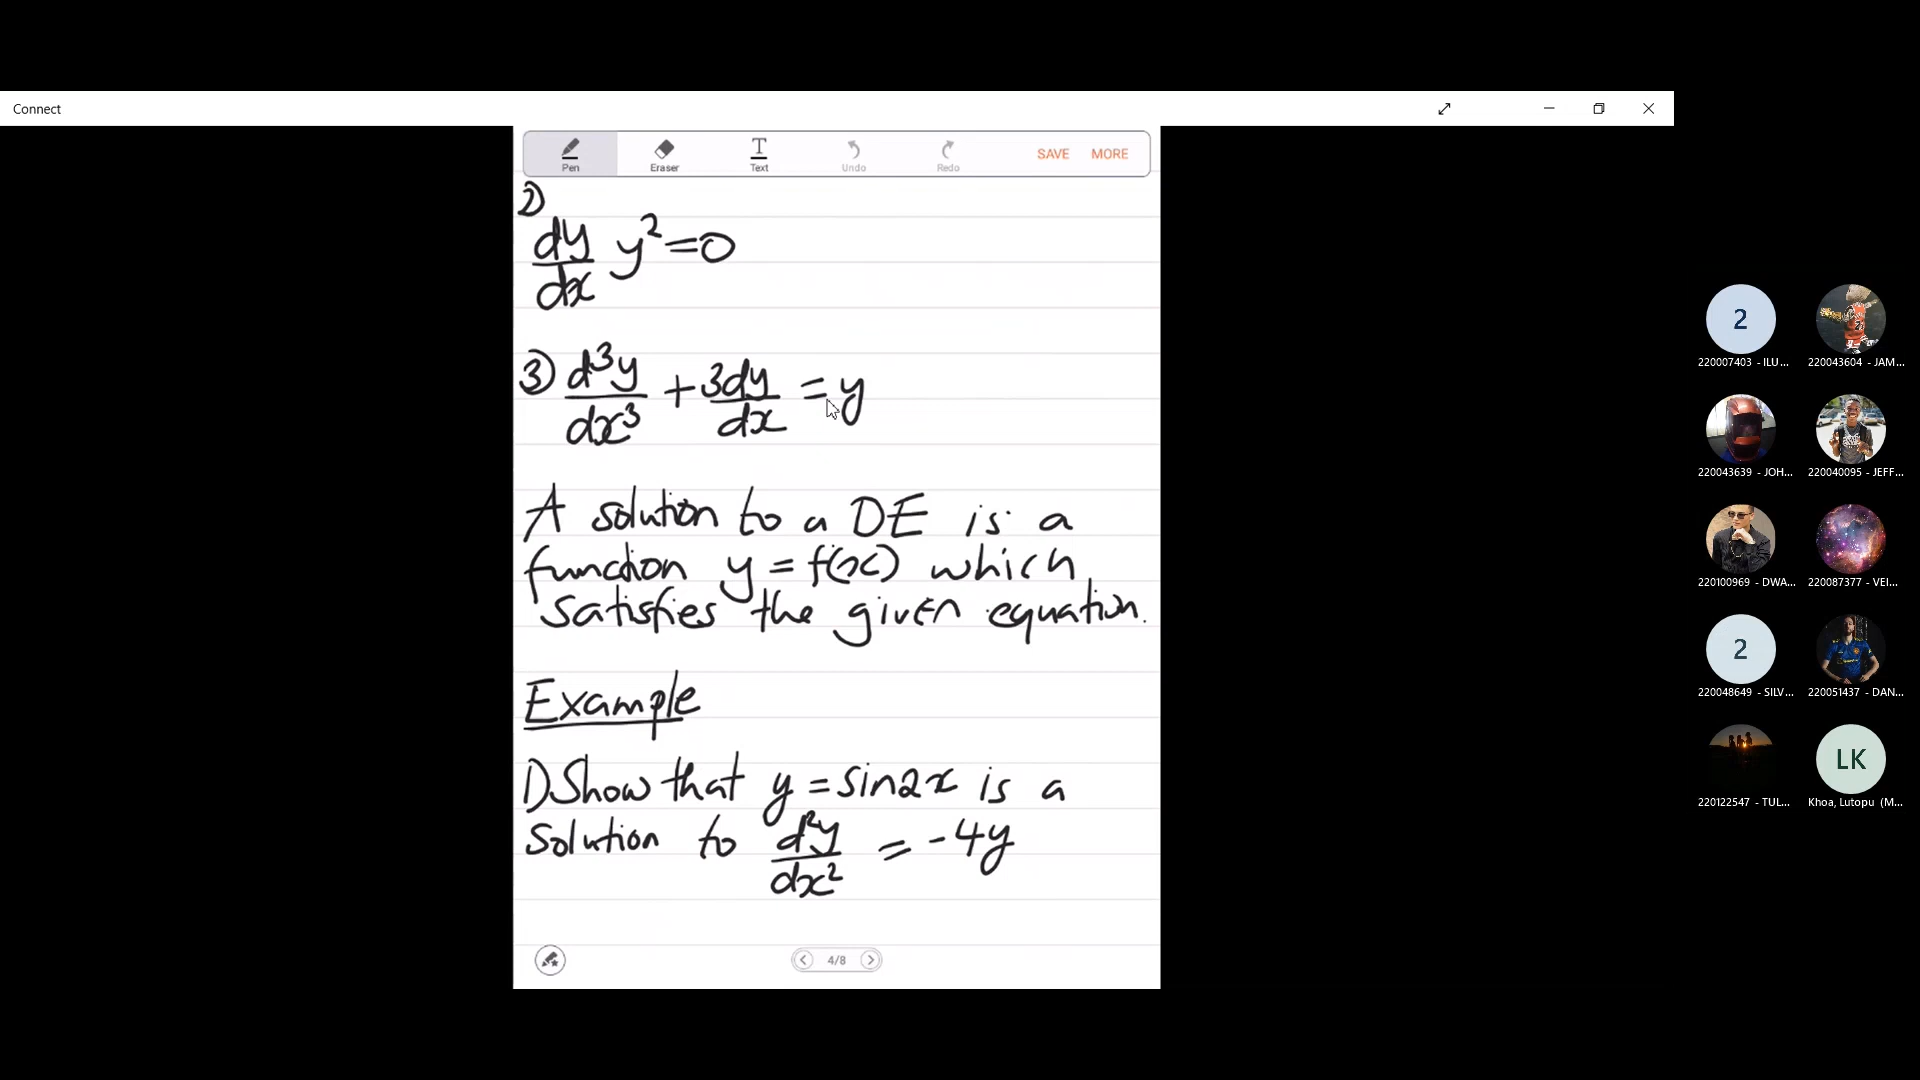 Connect
Pen Eraser Text Undo Redo SAVE MORE
2)
dy/dx y²=0
③ d³y/dx³ + 3dy/dx = y
A solution to a DE is a
function y = f(x) which
satisfies the given equation.
Example
1) Show that y = sin2x is a
solution to d²y/dx² = -4y
4/8
2
220007403 - ILU...
220043604 - JAM...
220043639 - JOH...
220040095 - JEFF...
220100969 - DWA...
220087377 - VEI...
2
220048649 - SILV...
220051437 - DAN...
220122547 - TUL...
LK
Khoa, Lutopu (M...